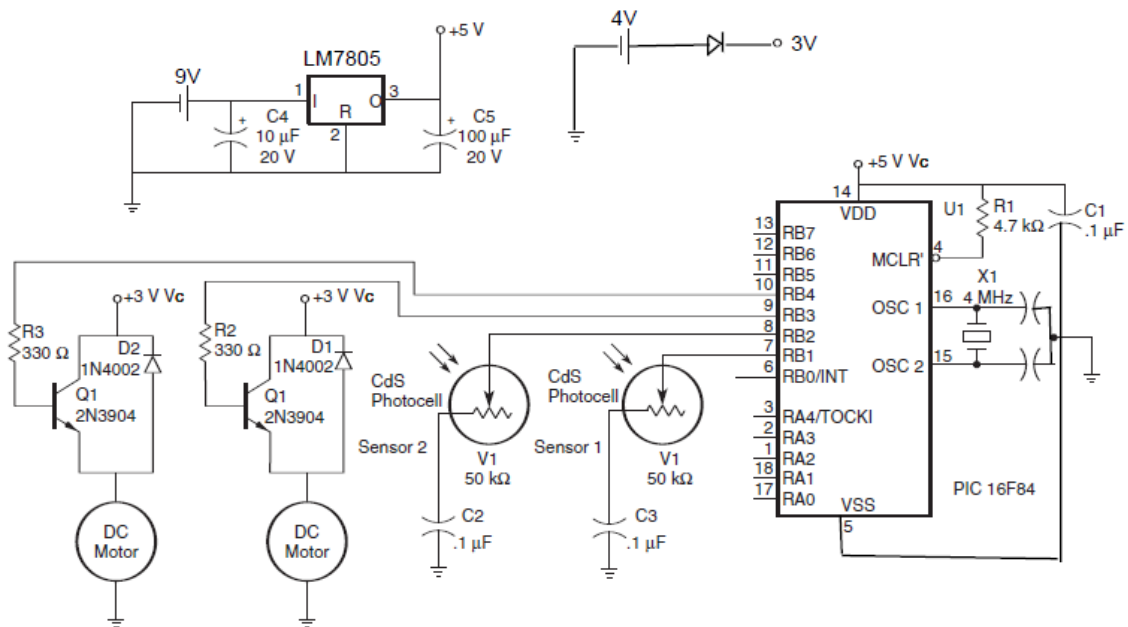 9V
LM7805
+5 V
1
I
O
3
R
2
+
C4
10 µF
20 V
+
C5
100 µF
20 V
4V
3V
+5 V Vc
14
VDD
U1
R1
4.7 kΩ
C1
.1 µF
13
RB7
12
RB6
11
RB5
10
RB4
9
RB3
8
RB2
7
RB1
6
RB0/INT
3
RA4/TOCKI
2
RA3
1
RA2
18
RA1
17
RA0
VSS
5
MCLR'
4
X1
4
MHz
OSC 1
16
OSC 2
15
PIC 16F84
+3 V Vc
R3
330 Ω
D2
1N4002
Q1
2N3904
DC
Motor
+3 V Vc
R2
330 Ω
D1
1N4002
Q1
2N3904
DC
Motor
CdS
Photocell
Sensor 2
V1
50 kΩ
C2
.1 µF
CdS
Photocell
Sensor 1
V1
50 kΩ
C3
.1 µF